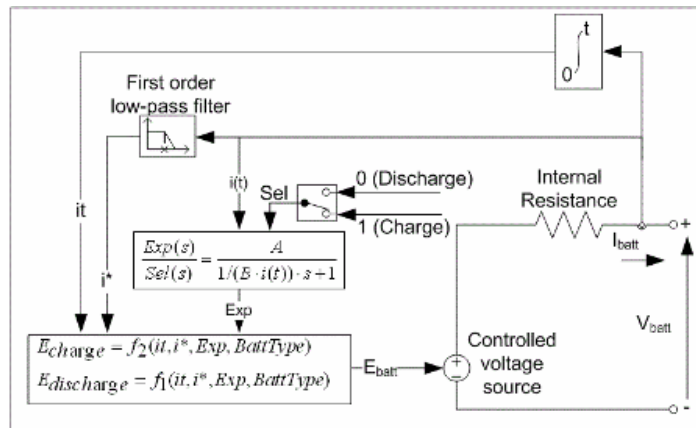 t
0
First order
low-pass filter
i(t)
Sel
0 (Discharge)
1 (Charge)
Internal
Resistance
+
I_batt
it
i*
Exp(s)/Sel(s) = A/(1/(B·i(t))·s+1)
Exp
V_batt
E_charge = f_2(it, i*, Exp, BattType)
E_discharge = f_1(it, i*, Exp, BattType)
E_batt
Controlled
voltage
source
+
-
-